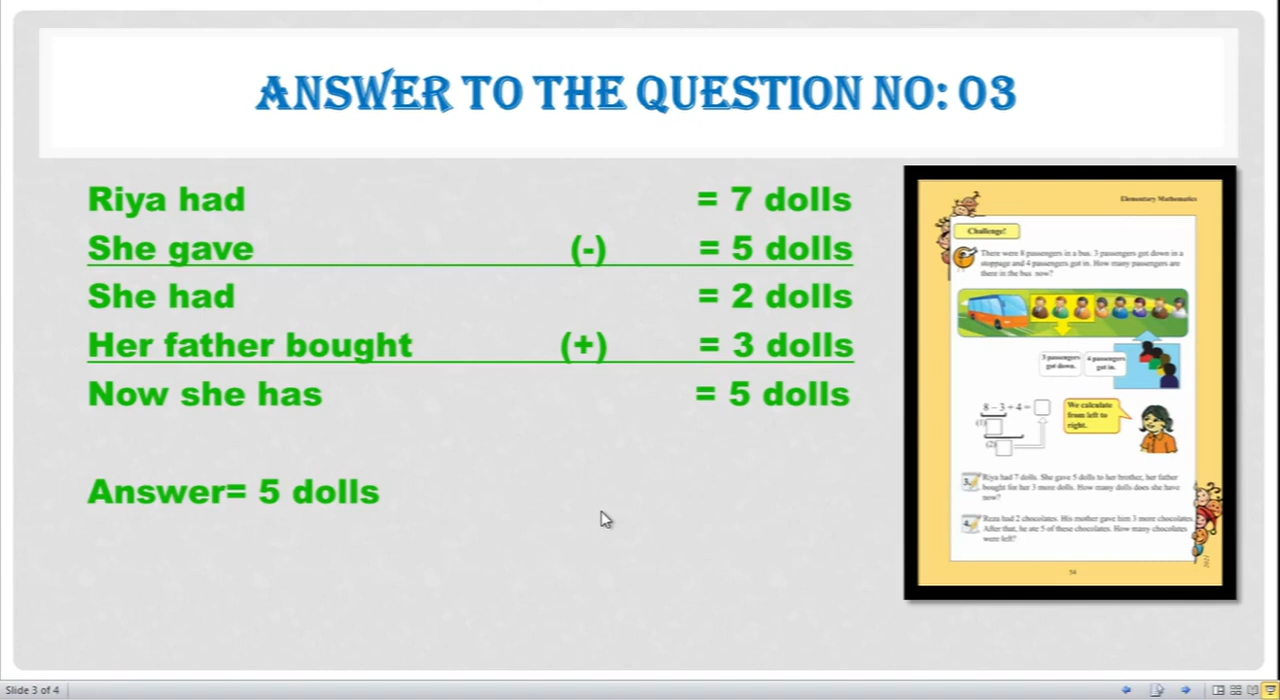 ANSWER TO THE QUESTION NO: 03
Riya had = 7 dolls
She gave (-) = 5 dolls
She had = 2 dolls
Her father bought (+) = 3 dolls
Now she has = 5 dolls
Answer= 5 dolls
Elementary Mathematics
Challenge!
There were 8 passengers in a bus. 3 passengers got down in a
stoppage and 4 passengers got in. How many passengers are
there in the bus now?
3 passengers
got down.
4 passengers
got in.
8 – 3 + 4 =
(1)
(2)
We calculate
from left to
right.
3. Riya had 7 dolls. She gave 5 dolls to her brother, her father
bought for her 3 more dolls. How many dolls does she have
now?
4. Reza had 2 chocolates. His mother gave him 3 more chocolates.
After that, he ate 5 of these chocolates. How many chocolates
were left?
54
Slide 3 of 4